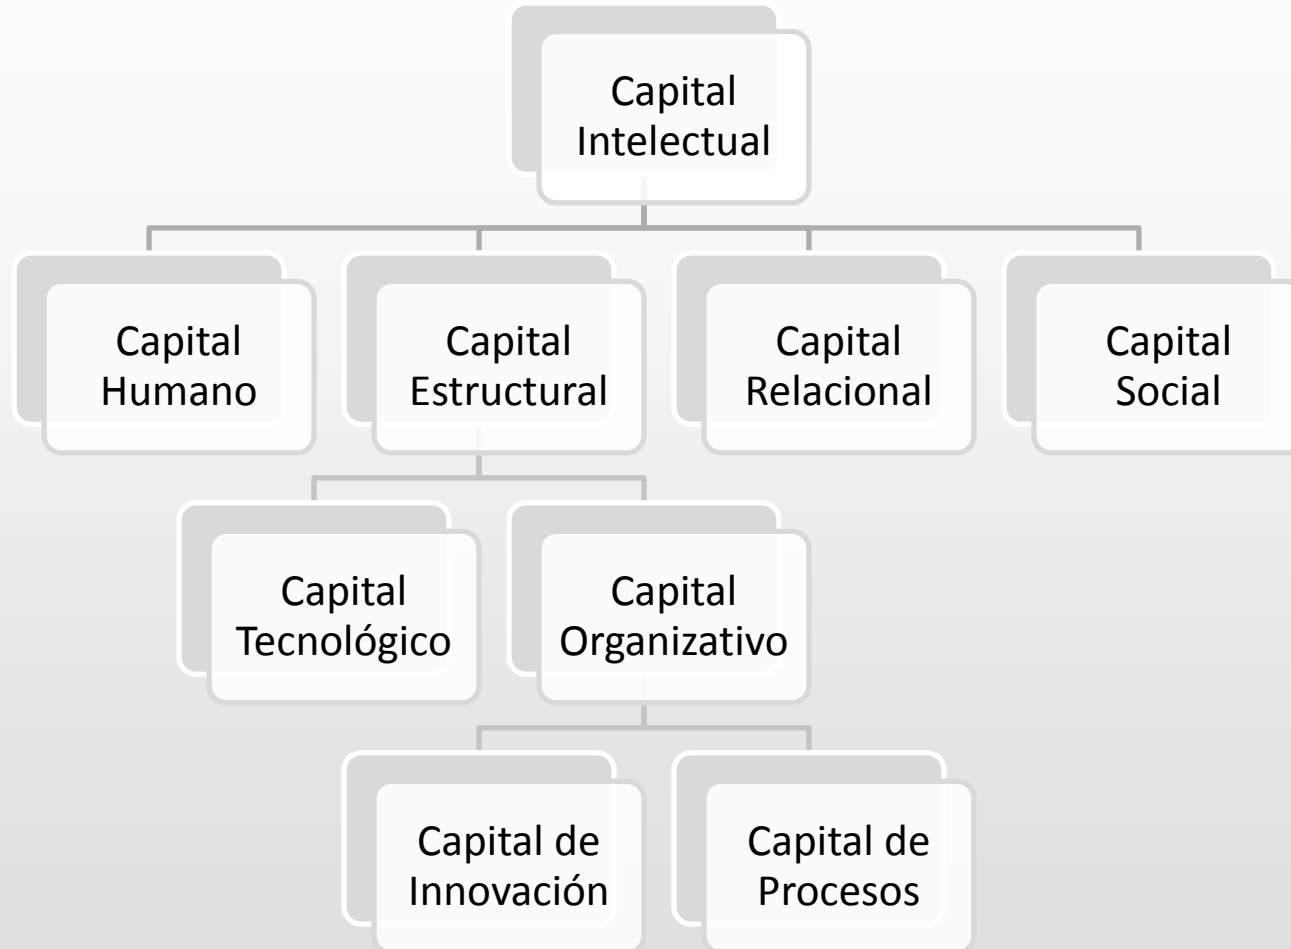 Capital
Intelectual
Capital
Humano
Capital
Estructural
Capital
Relacional
Capital
Social
Capital
Tecnológico
Capital
Organizativo
Capital de
Innovación
Capital de
Procesos